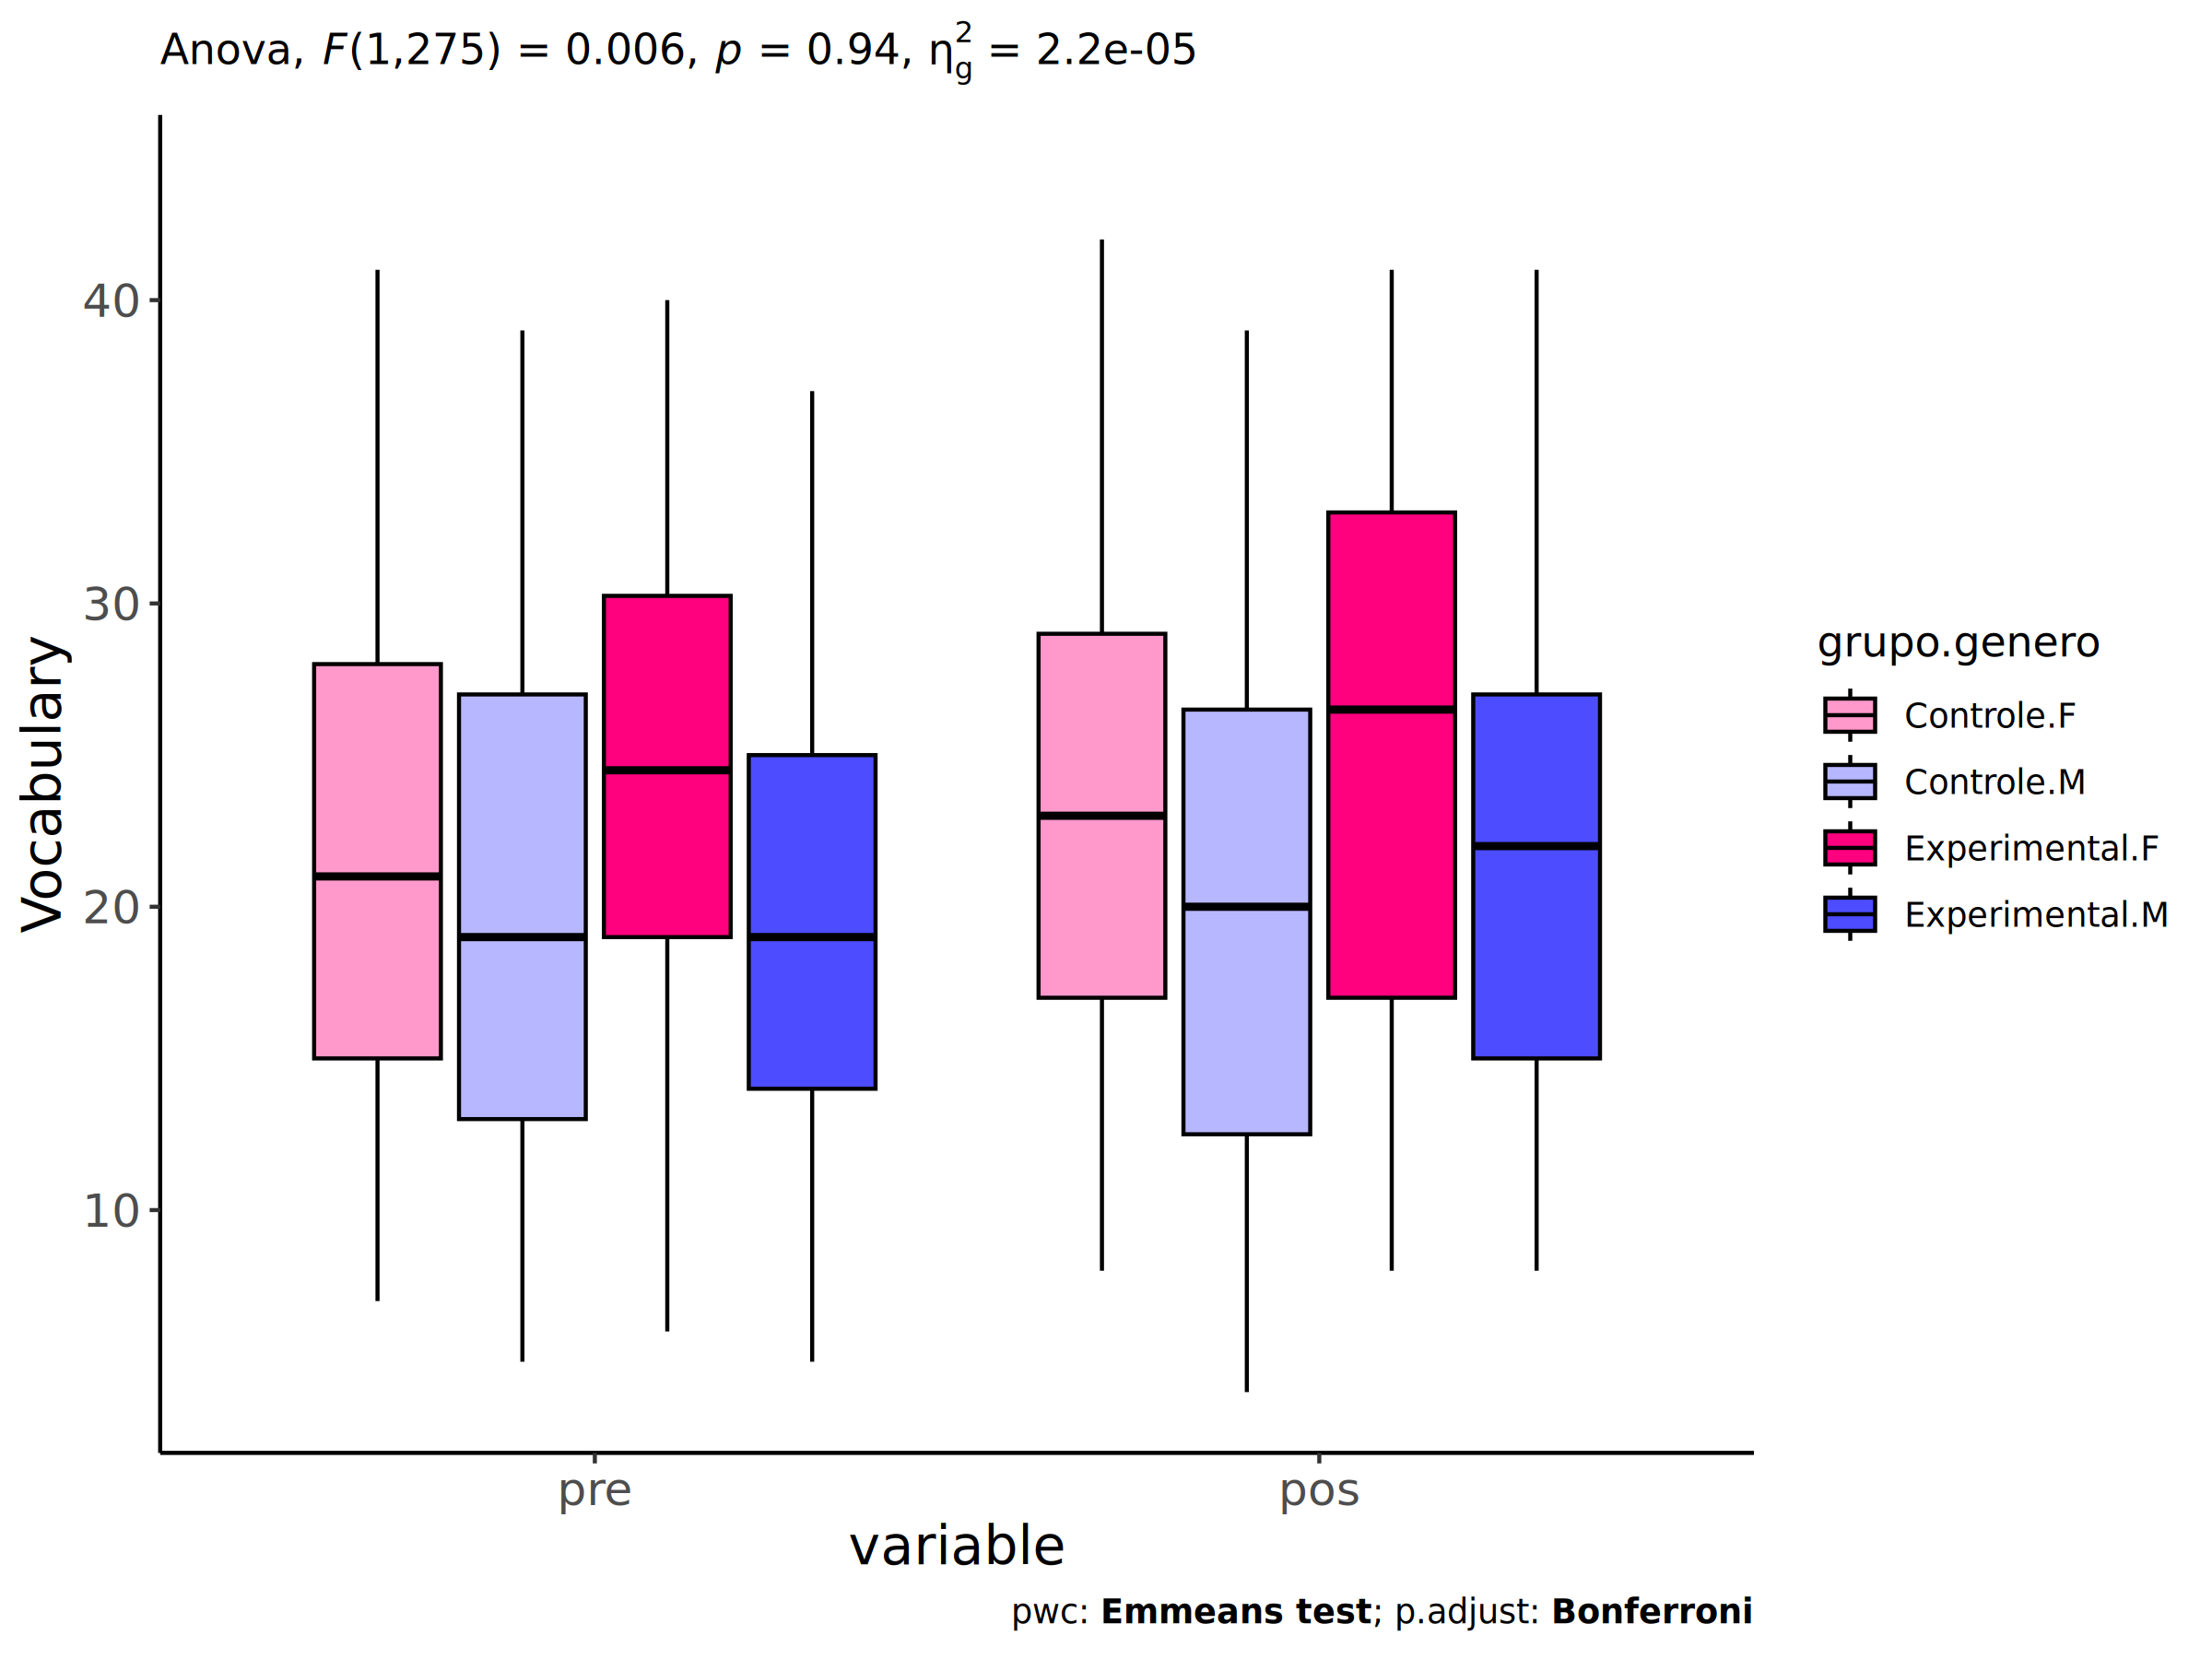 Anova, F(1,275) = 0.006, p = 0.94, η²g = 2.2e-05
Vocabulary
40
30
20
10
pre
pos
variable
grupo.genero
Controle.F
Controle.M
Experimental.F
Experimental.M
pwc: Emmeans test; p.adjust: Bonferroni